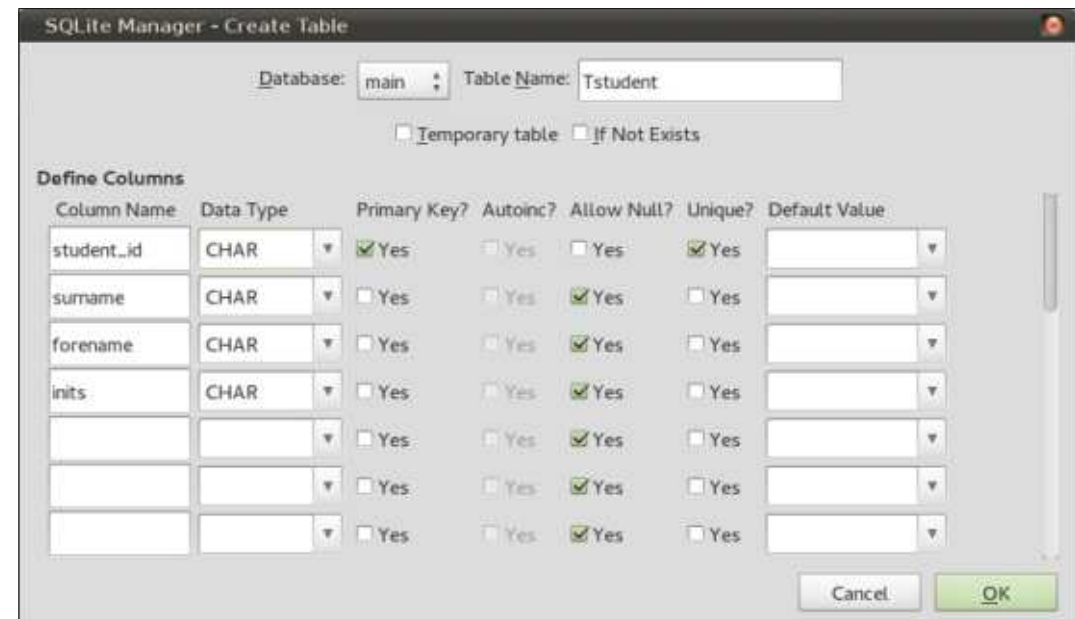 SQLite Manager - Create Table
Database: main Table Name: Tstudent
Temporary table If Not Exists
Define Columns
Column Name Data Type Primary Key? Autoinc? Allow Null? Unique? Default Value
student_id CHAR Yes Yes Yes Yes
surname CHAR Yes Yes Yes Yes
forename CHAR Yes Yes Yes Yes
inits CHAR Yes Yes Yes Yes
Yes Yes Yes Yes
Yes Yes Yes Yes
Yes Yes Yes Yes
Cancel OK